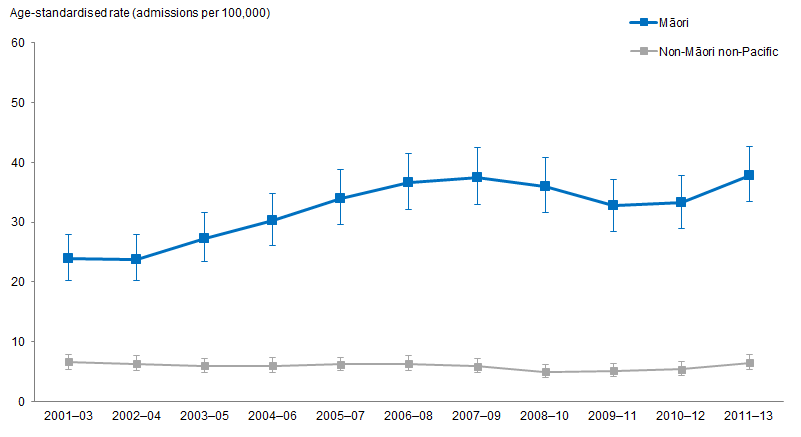 Age-standardised rate (admissions per 100,000)
Māori
Non-Māori non-Pacific
60
50
40
30
20
10
0
2001–03 2002–04 2003–05 2004–06 2005–07 2006–08 2007–09 2008–10 2009–11 2010–12 2011–13